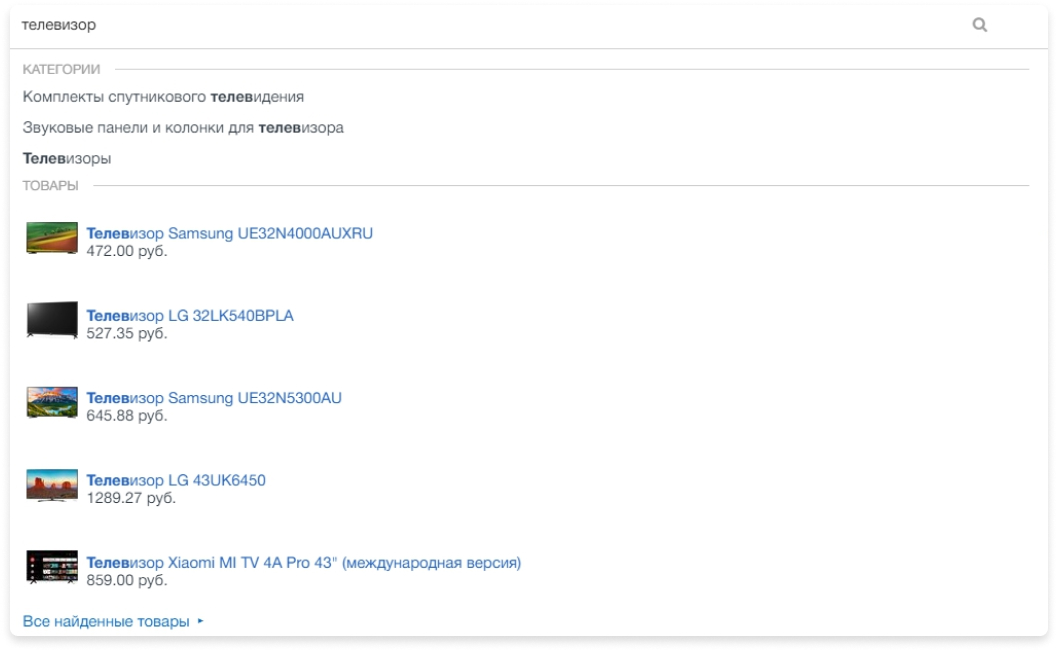 телевизор
КАТЕГОРИИ
Комплекты спутникового телевидения
Звуковые панели и колонки для телевизора
Телевизоры
ТОВАРЫ
Телевизор Samsung UE32N4000AUXRU
472.00 руб.
Телевизор LG 32LK540BPLA
527.35 руб.
Телевизор Samsung UE32N5300AU
645.88 руб.
Телевизор LG 43UK6450
1289.27 руб.
Телевизор Xiaomi MI TV 4A Pro 43" (международная версия)
859.00 руб.
Все найденные товары ‣